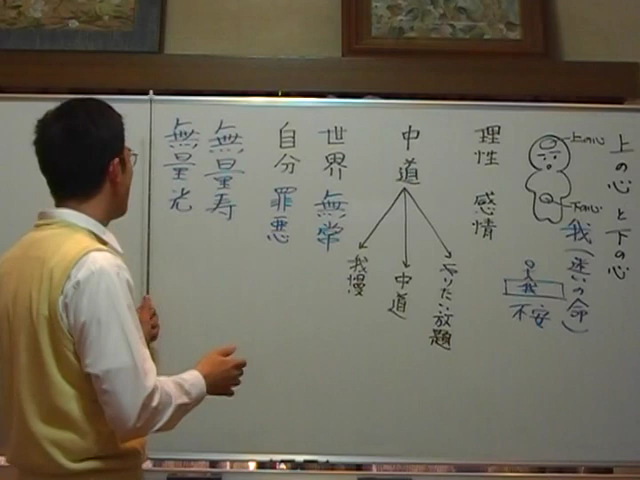 上の心と下の心
上の心
下の心
我(迷いの命)
我
不安
理性 感情
中道
やりたい放題
中道
我慢
世界 無常
自分 罪悪
無量寿
無量光